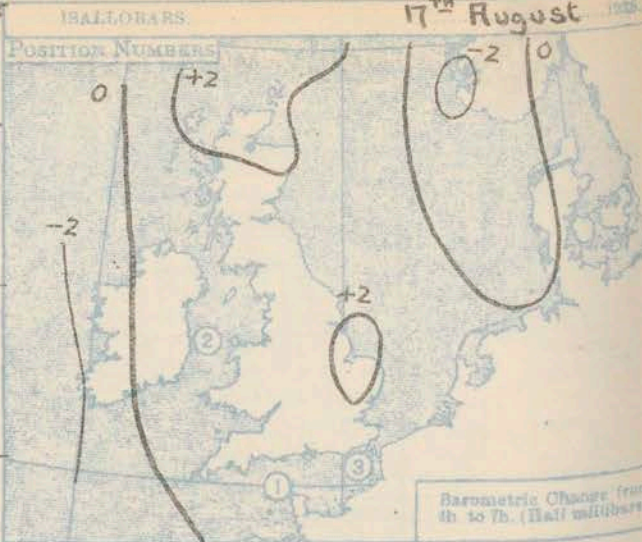 ISALLOBARS
17TH August
POSITION NUMBERS
0
+2
-2
0
-2
+2
2
1
3
Barometric Change from
4h to 7h. (Half millibars